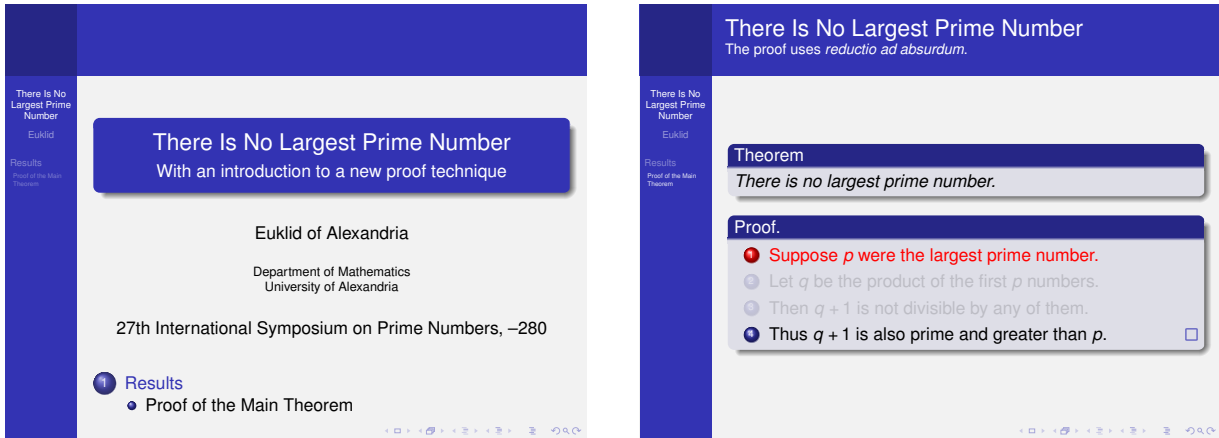 There Is No
Largest Prime
Number
Euklid
Results
Proof of the Main
Theorem
There Is No Largest Prime Number
With an introduction to a new proof technique
Euklid of Alexandria
Department of Mathematics
University of Alexandria
27th International Symposium on Prime Numbers, –280
1 Results
Proof of the Main Theorem
There Is No Largest Prime Number
The proof uses reductio ad absurdum.
There Is No
Largest Prime
Number
Euklid
Results
Proof of the Main
Theorem
Theorem
There is no largest prime number.
Proof.
1 Suppose p were the largest prime number.
2 Let q be the product of the first p numbers.
3 Then q + 1 is not divisible by any of them.
4 Thus q + 1 is also prime and greater than p.